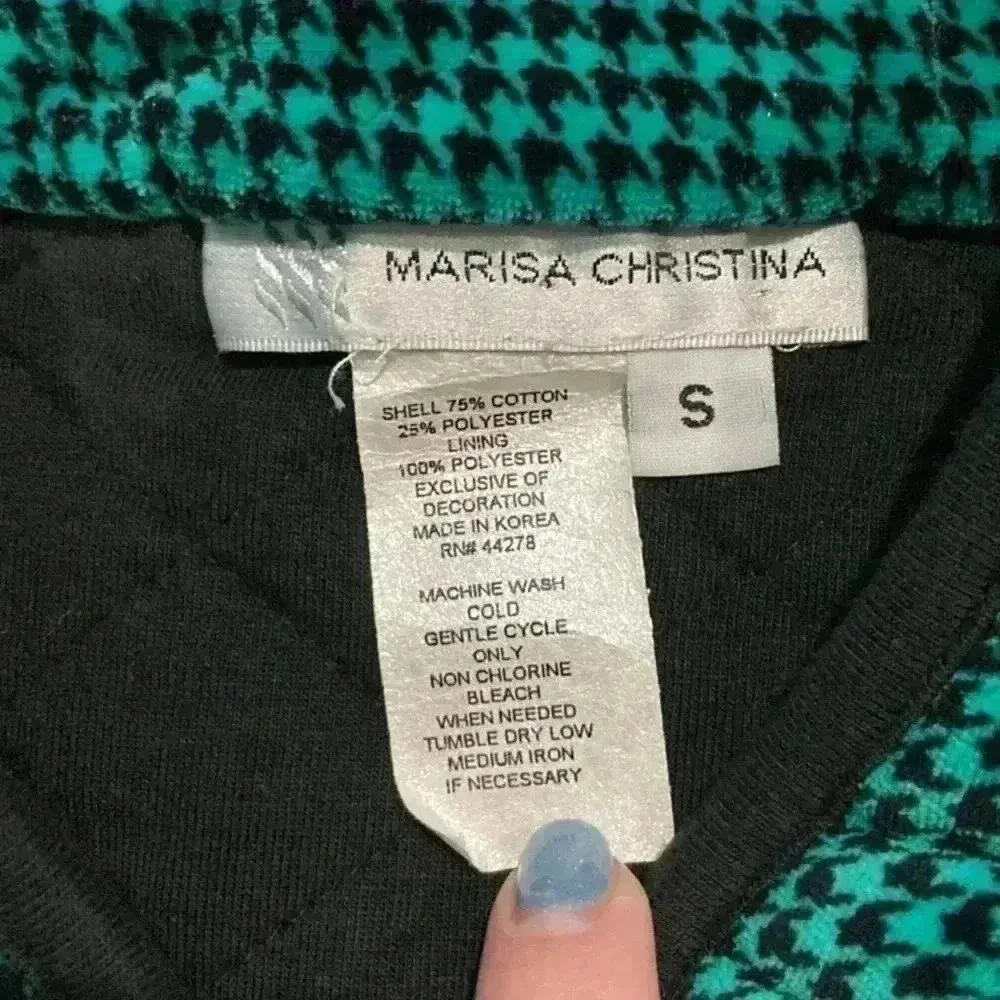 MARISA CHRISTINA
S
SHELL 75% COTTON
25% POLYESTER
LINING
100% POLYESTER
EXCLUSIVE OF
DECORATION
MADE IN KOREA
RN# 44278
MACHINE WASH
COLD
GENTLE CYCLE
ONLY
NON CHLORINE
BLEACH
WHEN NEEDED
TUMBLE DRY LOW
MEDIUM IRON
IF NECESSARY